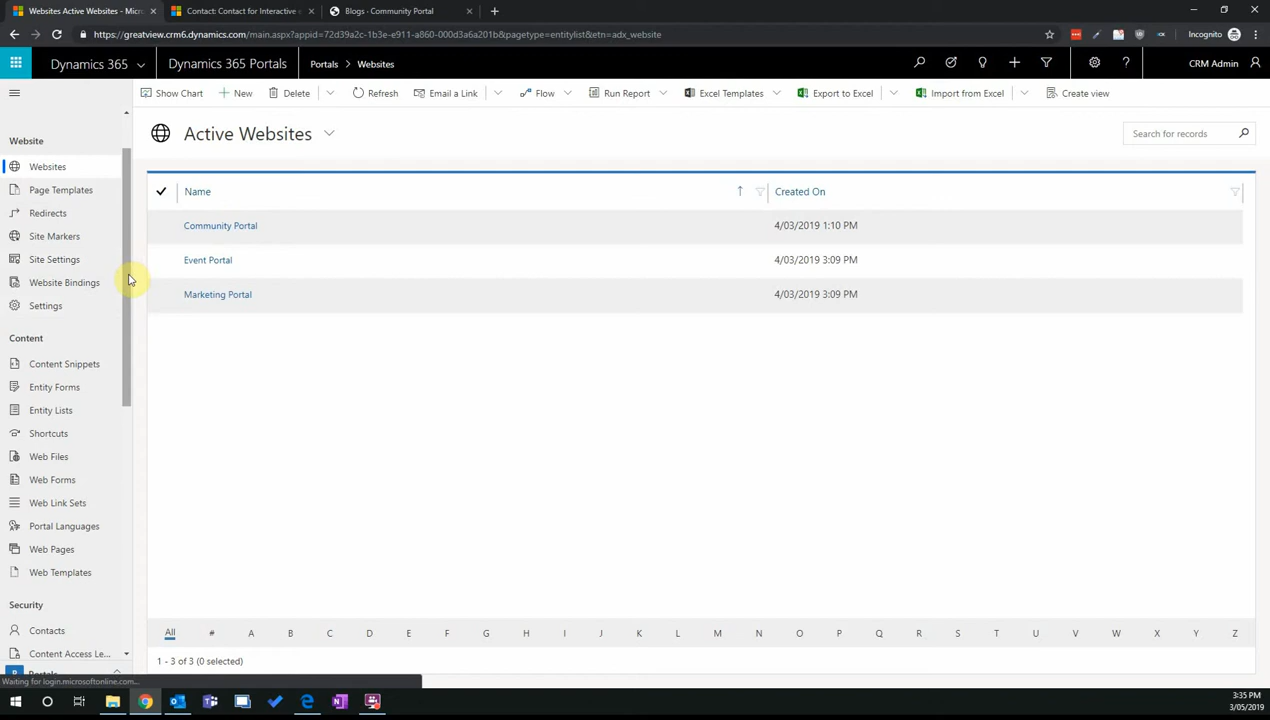 Websites Active Websites - Micro
Contact: Contact for Interactive e
Blogs · Community Portal
https://greatview.crm6.dynamics.com/main.aspx?appid=72d39a2c-1b3e-e911-a860-000d3a6a201b&pagetype=entitylist&etn=adx_website
Incognito
Dynamics 365
Dynamics 365 Portals
Portals > Websites
CRM Admin
Show Chart
New
Delete
Refresh
Email a Link
Flow
Run Report
Excel Templates
Export to Excel
Import from Excel
Create view
Website
Websites
Page Templates
Redirects
Site Markers
Site Settings
Website Bindings
Settings
Content
Content Snippets
Entity Forms
Entity Lists
Shortcuts
Web Files
Web Forms
Web Link Sets
Portal Languages
Web Pages
Web Templates
Security
Contacts
Content Access Le...
Portals
Active Websites
Search for records
Name
Created On
Community Portal
4/03/2019 1:10 PM
Event Portal
4/03/2019 3:09 PM
Marketing Portal
4/03/2019 3:09 PM
All # A B C D E F G H I J K L M N O P Q R S T U V W X Y Z
1 - 3 of 3 (0 selected)
Waiting for login.microsoftonline.com...
3:35 PM
3/05/2019